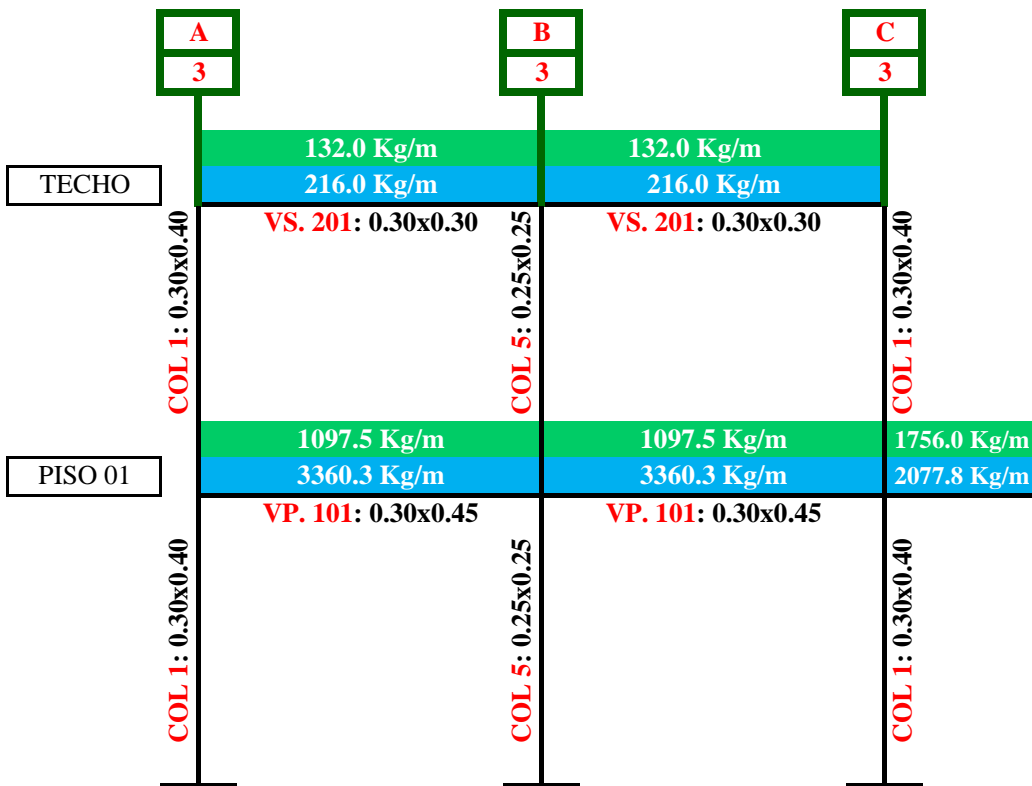 A
B
C
3
3
3
132.0 Kg/m
132.0 Kg/m
TECHO
216.0 Kg/m
216.0 Kg/m
VS. 201: 0.30x0.30
VS. 201: 0.30x0.30
COL 1: 0.30x0.40
COL 5: 0.25x0.25
COL 1: 0.30x0.40
1097.5 Kg/m
1097.5 Kg/m
1756.0 Kg/m
PISO 01
3360.3 Kg/m
3360.3 Kg/m
2077.8 Kg/m
VP. 101: 0.30x0.45
VP. 101: 0.30x0.45
COL 1: 0.30x0.40
COL 5: 0.25x0.25
COL 1: 0.30x0.40